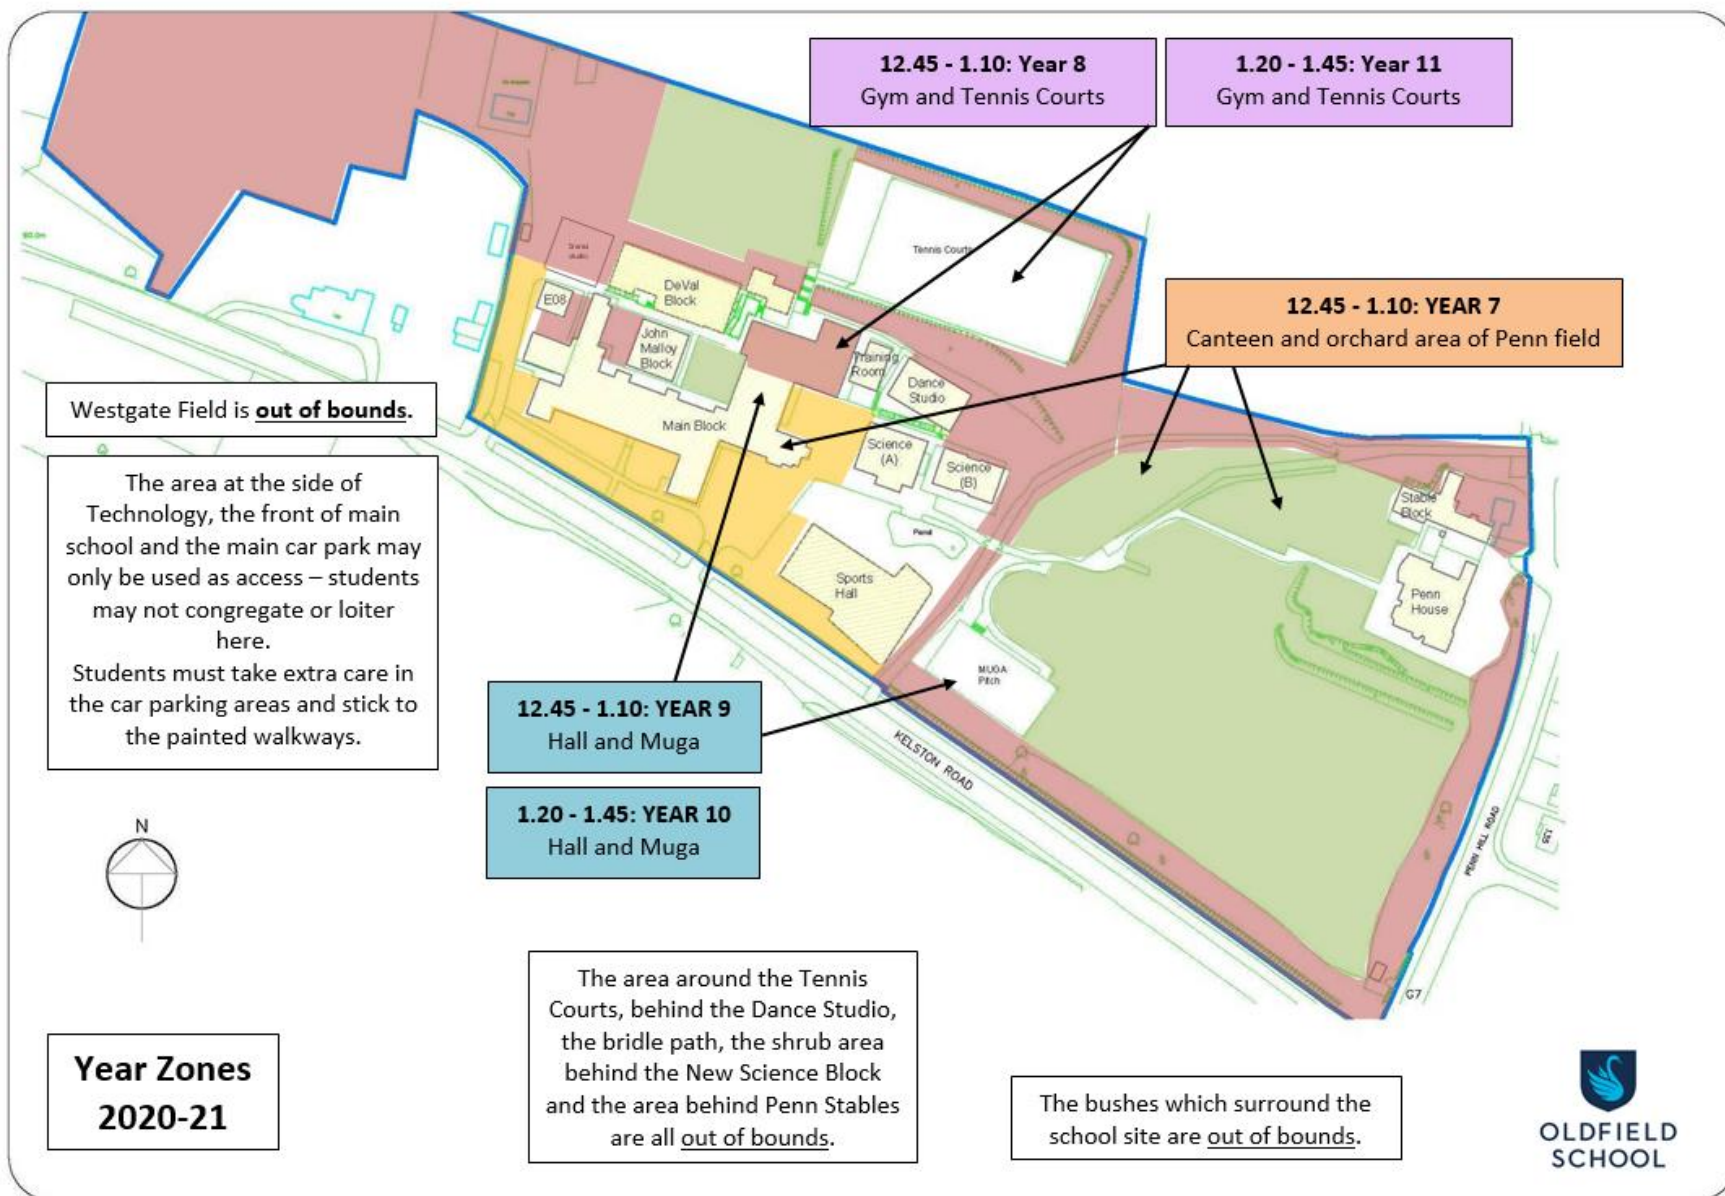 12.45 - 1.10: Year 8
Gym and Tennis Courts
1.20 - 1.45: Year 11
Gym and Tennis Courts
Tennis Courts
12.45 - 1.10: YEAR 7
Canteen and orchard area of Penn field
DeVal
Block
E08
John
Malloy
Block
Training
Room
Dance
Studio
Main Block
Science
(A)
Science
(B)
Stable
Block
Pond
Sports
Hall
Penn
House
MUGA
Pitch
Westgate Field is out of bounds.
The area at the side of
Technology, the front of main
school and the main car park may
only be used as access – students
may not congregate or loiter
here.
Students must take extra care in
the car parking areas and stick to
the painted walkways.
12.45 - 1.10: YEAR 9
Hall and Muga
1.20 - 1.45: YEAR 10
Hall and Muga
KELSTON ROAD
PENN HILL ROAD
135
G7
N
Year Zones
2020-21
The area around the Tennis
Courts, behind the Dance Studio,
the bridle path, the shrub area
behind the New Science Block
and the area behind Penn Stables
are all out of bounds.
The bushes which surround the
school site are out of bounds.
OLDFIELD
SCHOOL